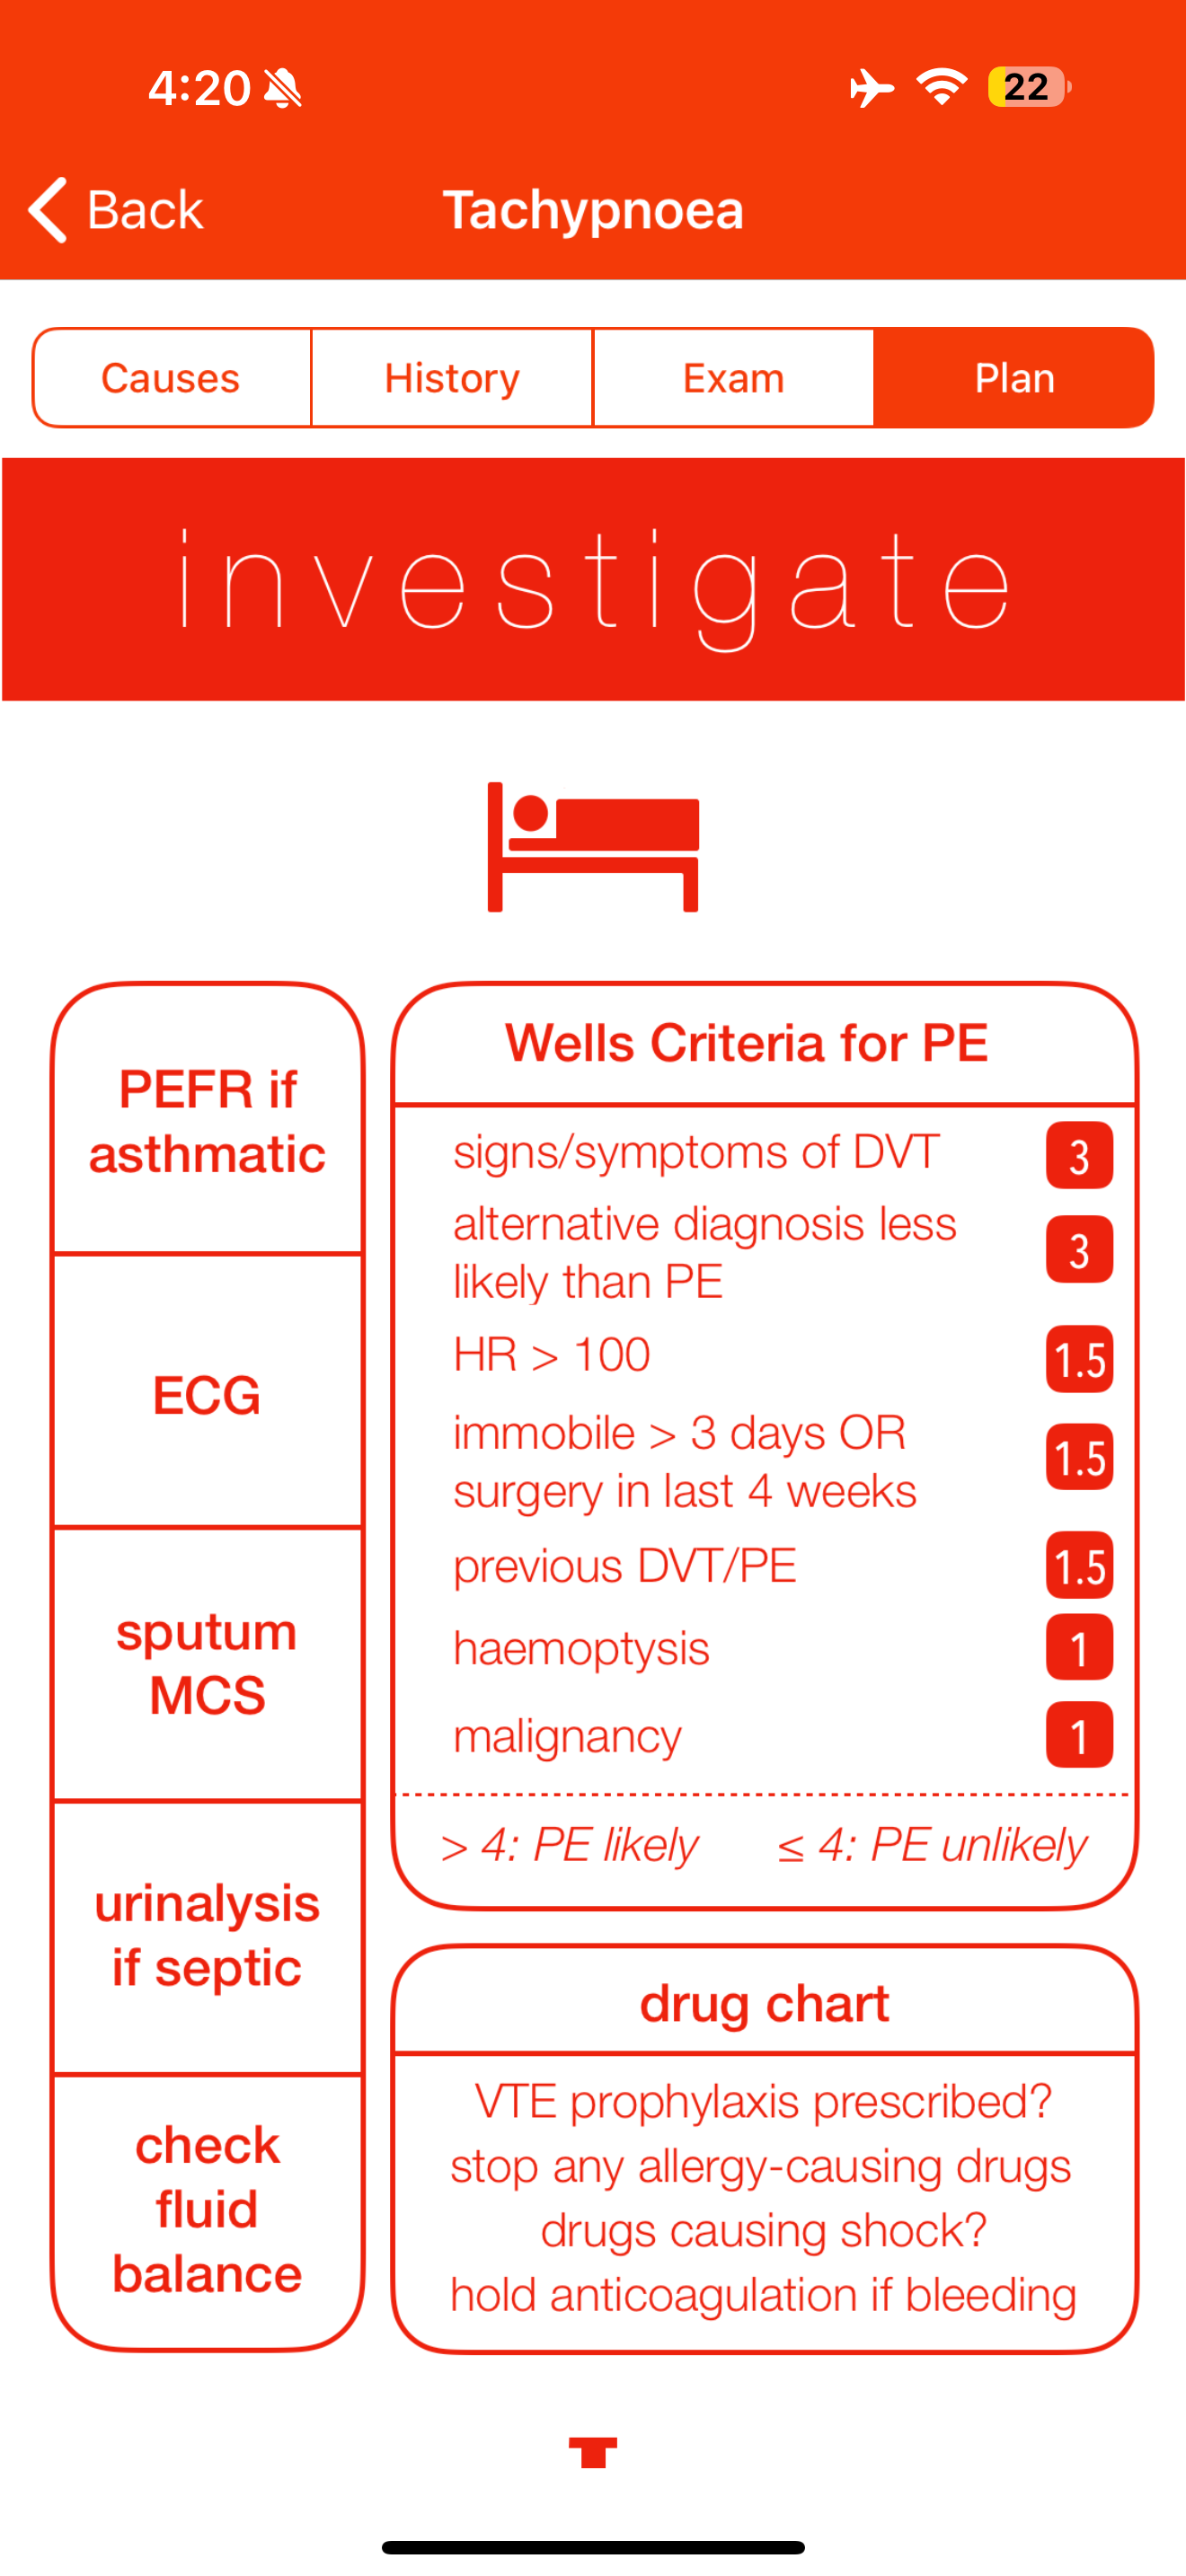 4:20
22
Back
Tachypnoea
Causes
History
Exam
Plan
investigate
PEFR if
asthmatic
ECG
sputum
MCS
urinalysis
if septic
check
fluid
balance
Wells Criteria for PE
signs/symptoms of DVT 3
alternative diagnosis less
likely than PE 3
HR > 100 1.5
immobile > 3 days OR
surgery in last 4 weeks 1.5
previous DVT/PE 1.5
haemoptysis 1
malignancy 1
> 4: PE likely ≤ 4: PE unlikely
drug chart
VTE prophylaxis prescribed?
stop any allergy-causing drugs
drugs causing shock?
hold anticoagulation if bleeding